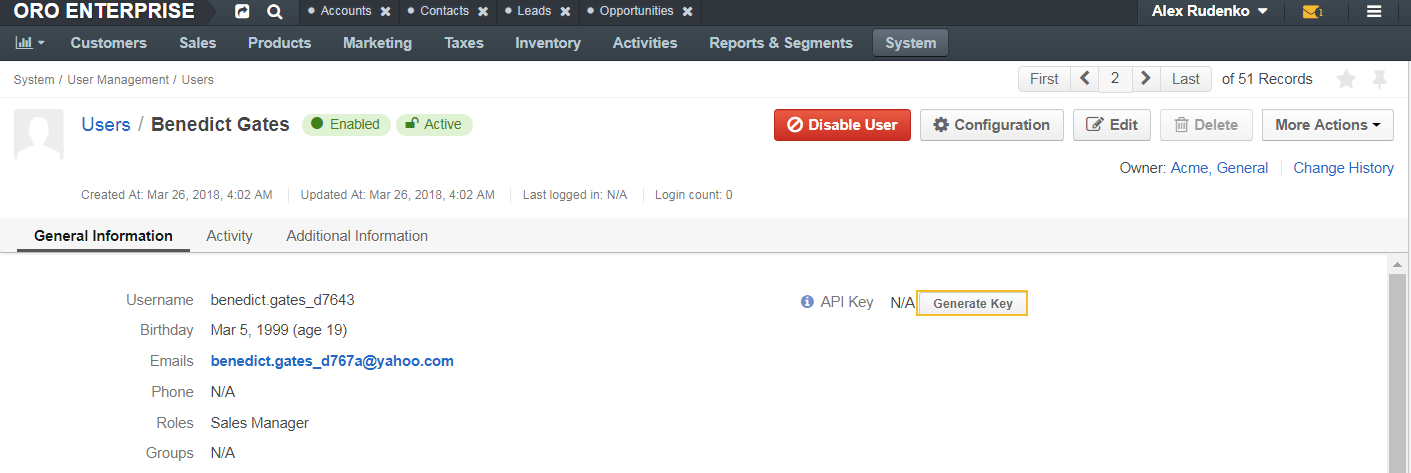 ORO ENTERPRISE Accounts Contacts Leads Opportunities Alex Rudenko 1
Customers Sales Products Marketing Taxes Inventory Activities Reports & Segments System
System / User Management / Users First 2 Last of 51 Records
Users / Benedict Gates Enabled Active Disable User Configuration Edit Delete More Actions
Owner: Acme, General Change History
Created At: Mar 26, 2018, 4:02 AM Updated At: Mar 26, 2018, 4:02 AM Last logged in: N/A Login count: 0
General Information Activity Additional Information
Username benedict.gates_d7643 API Key N/A Generate Key
Birthday Mar 5, 1999 (age 19)
Emails benedict.gates_d767a@yahoo.com
Phone N/A
Roles Sales Manager
Groups N/A